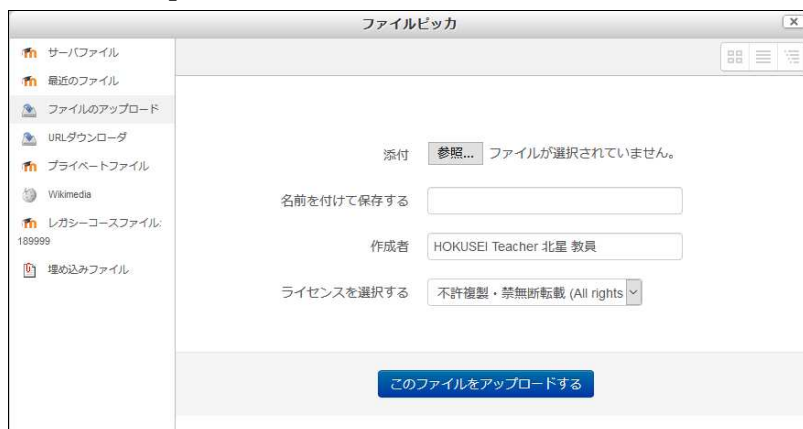 ファイルピッカ
サーバファイル
最近のファイル
ファイルのアップロード
URLダウンローダ
プライベートファイル
Wikimedia
レガシーコースファイル:
189999
埋め込みファイル
添付 参照... ファイルが選択されていません。
名前を付けて保存する
作成者 HOKUSEI Teacher 北星 教員
ライセンスを選択する 不許複製・禁無断転載 (All rights
このファイルをアップロードする